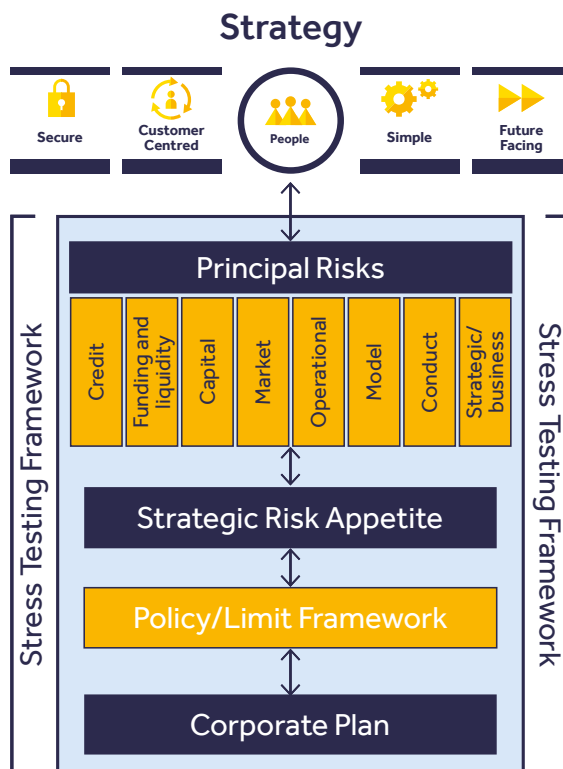 Strategy
Secure
Customer
Centred
People
Simple
Future
Facing
Stress Testing Framework
Principal Risks
Credit
Funding and
liquidity
Capital
Market
Operational
Model
Conduct
Strategic/
business
Strategic Risk Appetite
Policy/Limit Framework
Corporate Plan
Stress Testing Framework